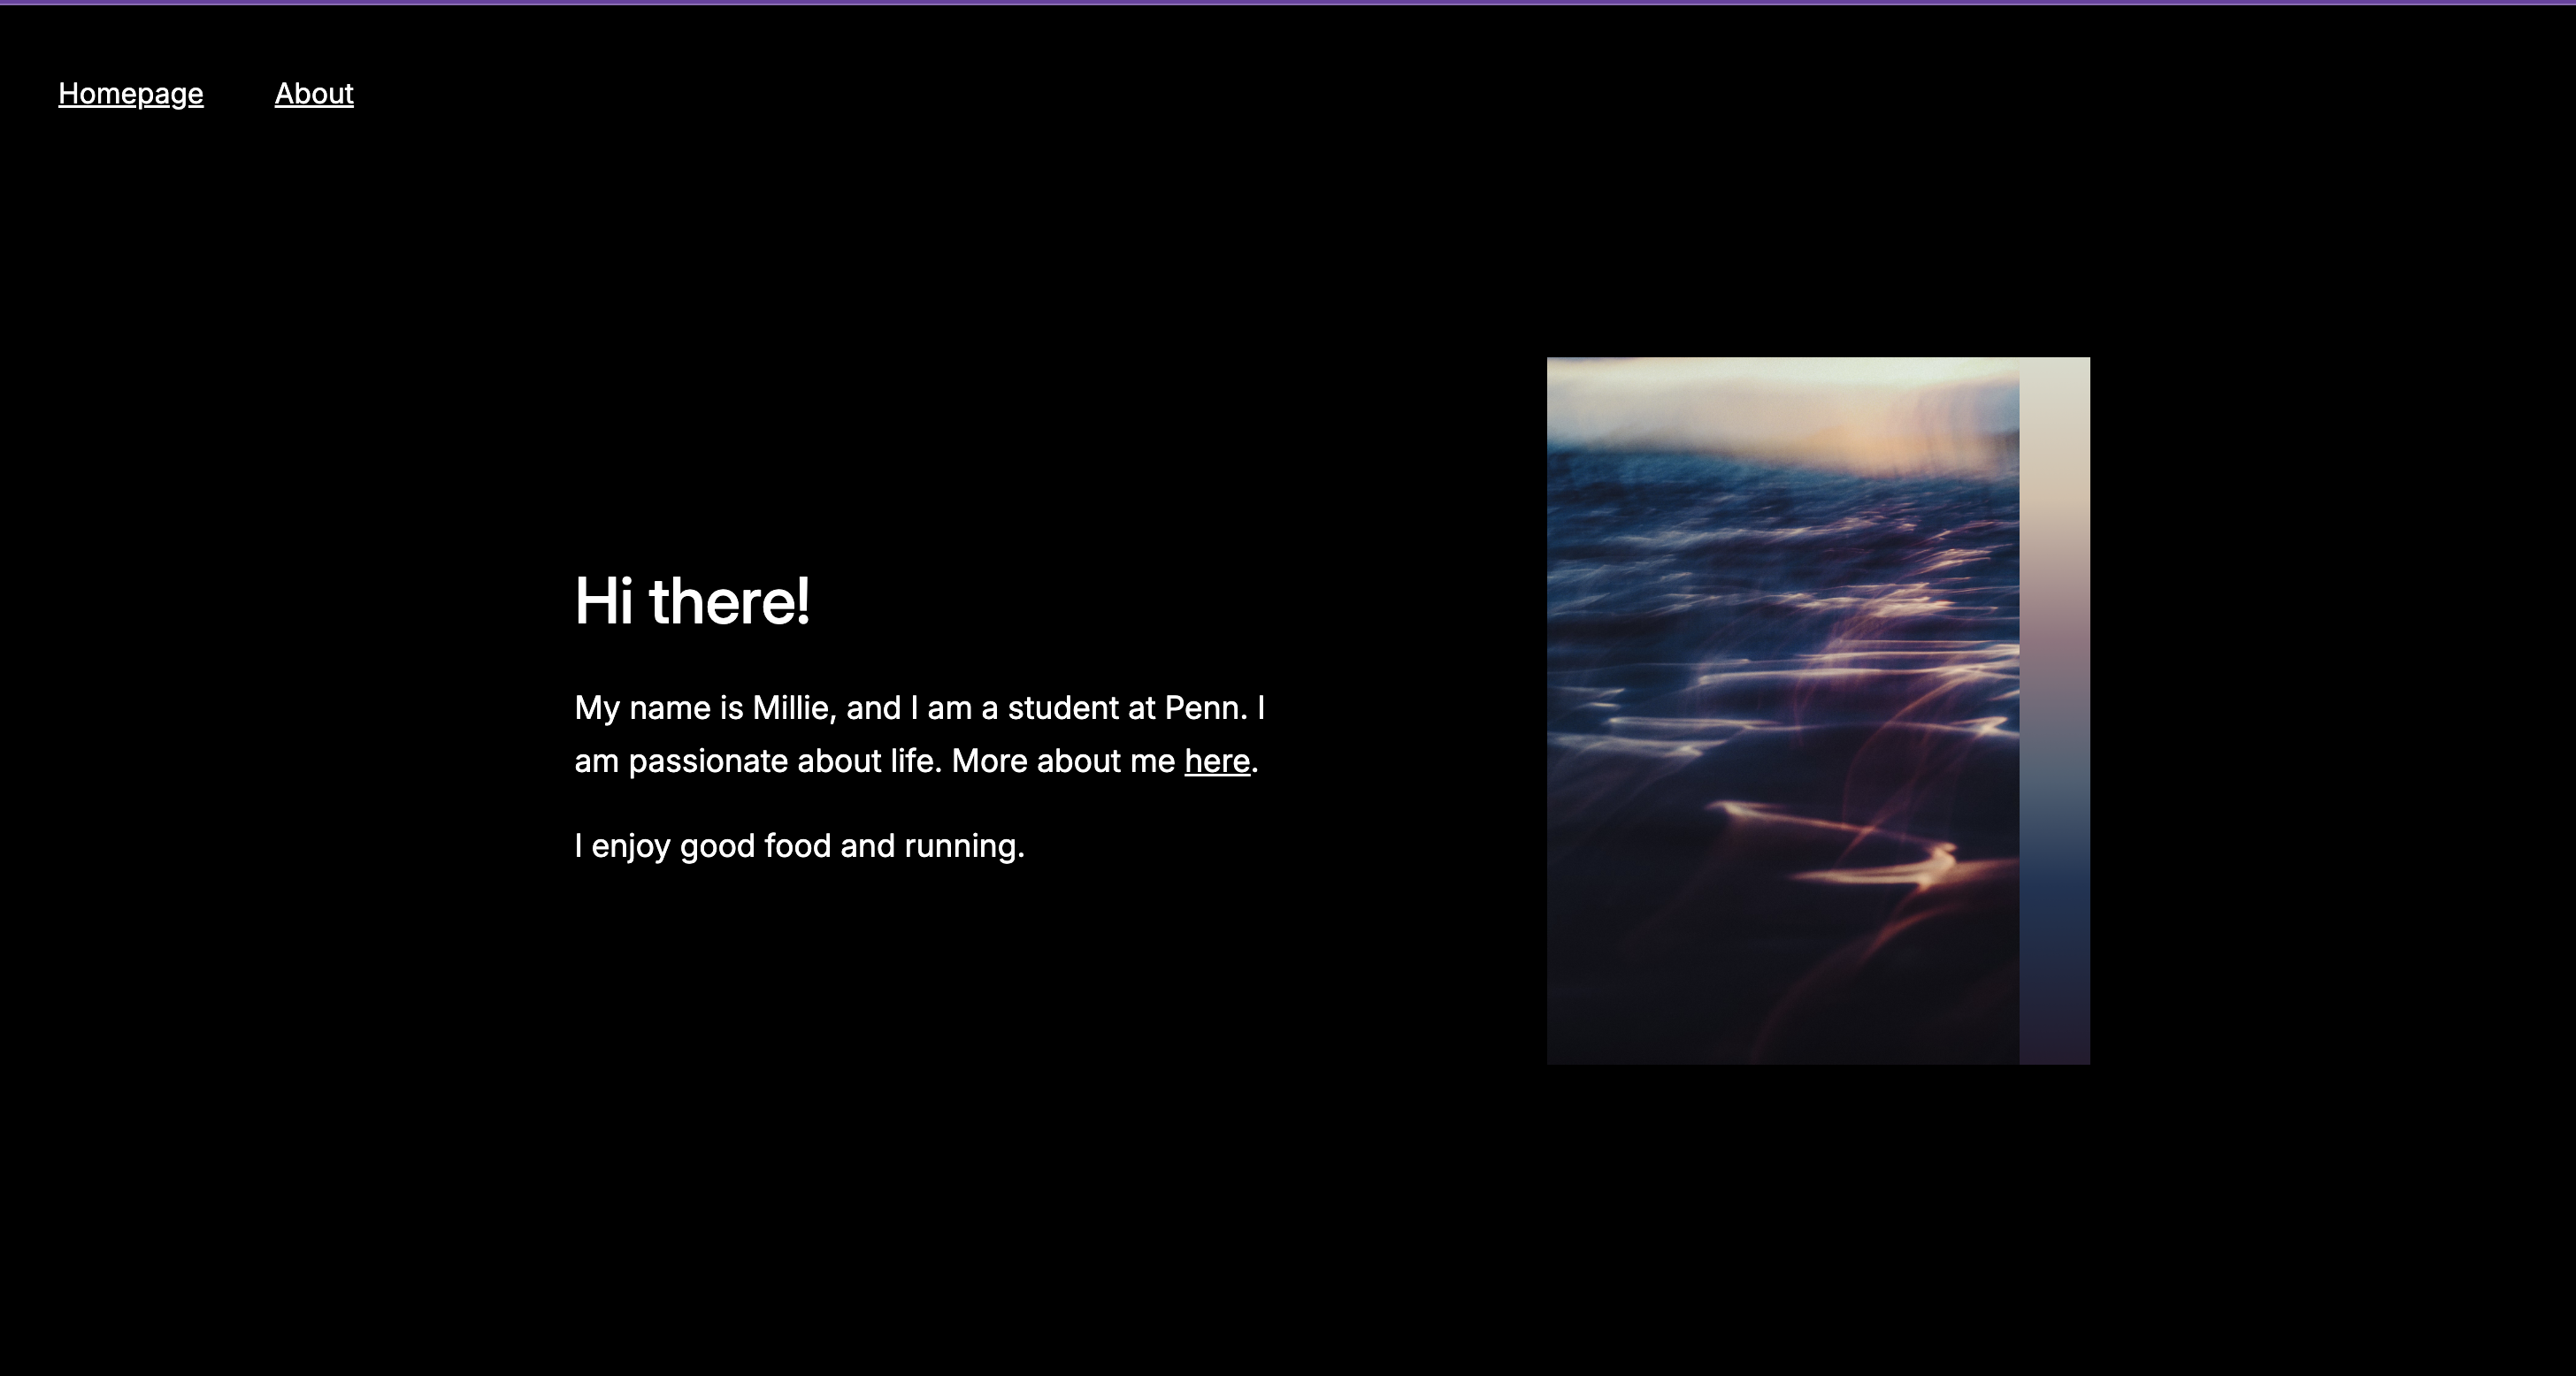 Homepage
About
Hi there!
My name is Millie, and I am a student at Penn. I
am passionate about life. More about me here.
I enjoy good food and running.